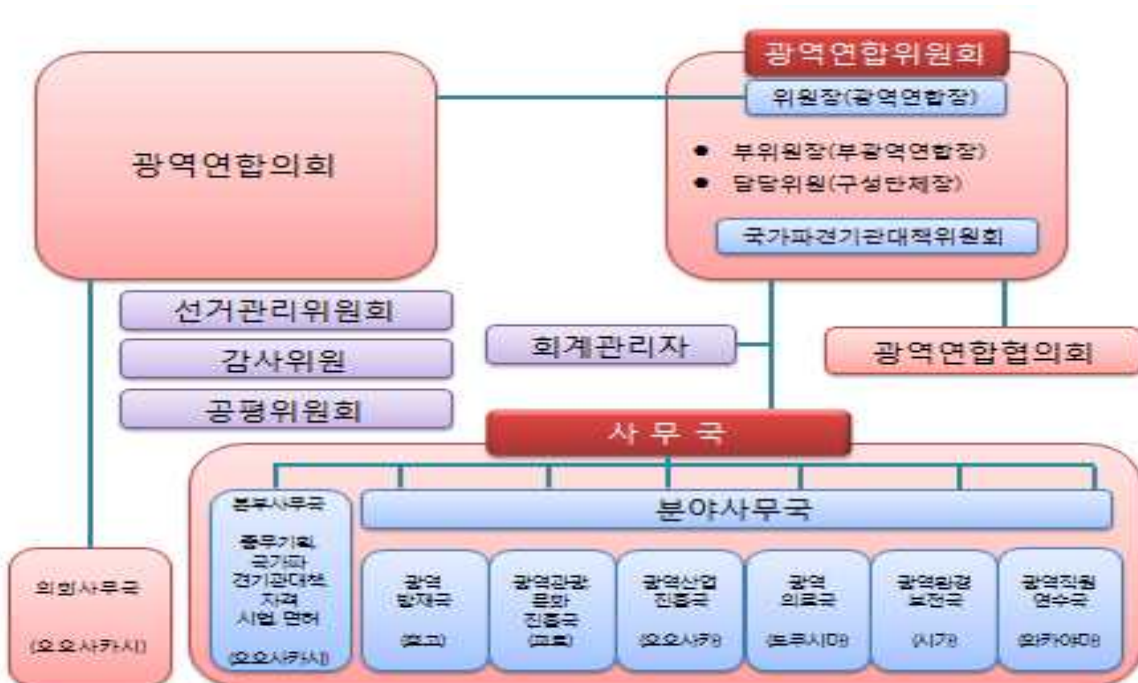 광역연합의회
광역연합위원회
위원장(광역연합장)
● 부위원장(부광역연합장)
● 담당위원(구성단체장)
국가파견기관대책위원회
선거관리위원회
감사위원
공평위원회
회계관리자
광역연합협의회
사 무 국
본부사무국
총무기획,
국가파
견기관대책,
자격
시험, 면허
(오오사카시)
분야사무국
광역
방재국
(효고)
광역관광
문화
진흥국
(교토)
광역산업
진흥국
(오오사카)
광역
의료국
(토쿠시마)
광역환경
보전국
(시가)
광역직원
연수국
(와카야마)
의회사무국
(오오사카시)